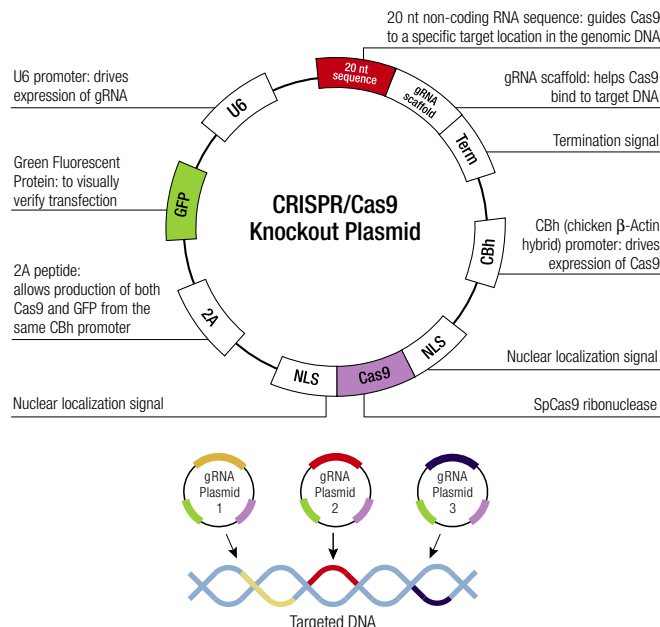 20 nt non-coding RNA sequence: guides Cas9
to a specific target location in the genomic DNA
U6 promoter: drives
expression of gRNA
20 nt
sequence
gRNA
scaffold
Term
U6
gRNA scaffold: helps Cas9
bind to target DNA
Termination signal
Green Fluorescent
Protein: to visually
verify transfection
GFP
CRISPR/Cas9
Knockout Plasmid
CBh
CBh (chicken β-Actin
hybrid) promoter: drives
expression of Cas9
2A peptide:
allows production of both
Cas9 and GFP from the
same CBh promoter
2A
NLS
Cas9
NLS
Nuclear localization signal
Nuclear localization signal
SpCas9 ribonuclease
gRNA
Plasmid
1
gRNA
Plasmid
2
gRNA
Plasmid
3
Targeted DNA